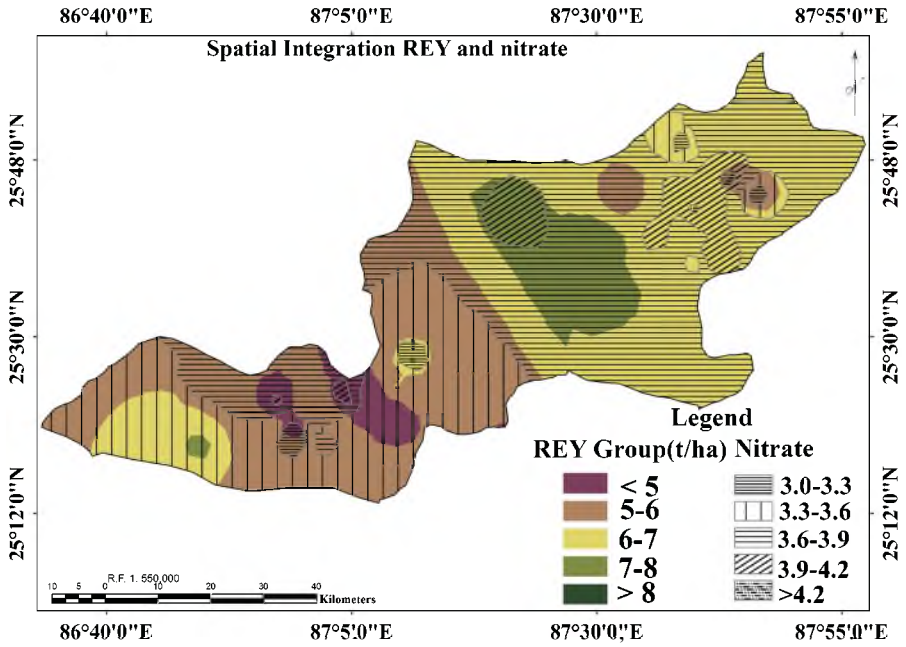 86°40'0"E 87°5'0"E 87°30'0"E 87°55'0"E
Spatial Integration REY and nitrate
25°48'0"N 25°48'0"N
25°30'0"N 25°30'0"N
25°12'0"N 25°12'0"N
Legend
REY Group(t/ha) Nitrate
< 5 3.0-3.3
5-6 3.3-3.6
6-7 3.6-3.9
7-8 3.9-4.2
> 8 >4.2
R.F. 1: 550,000
10 5 0 10 20 30 40
Kilometers
86°40'0"E 87°5'0"E 87°30'0"E 87°55'0"E